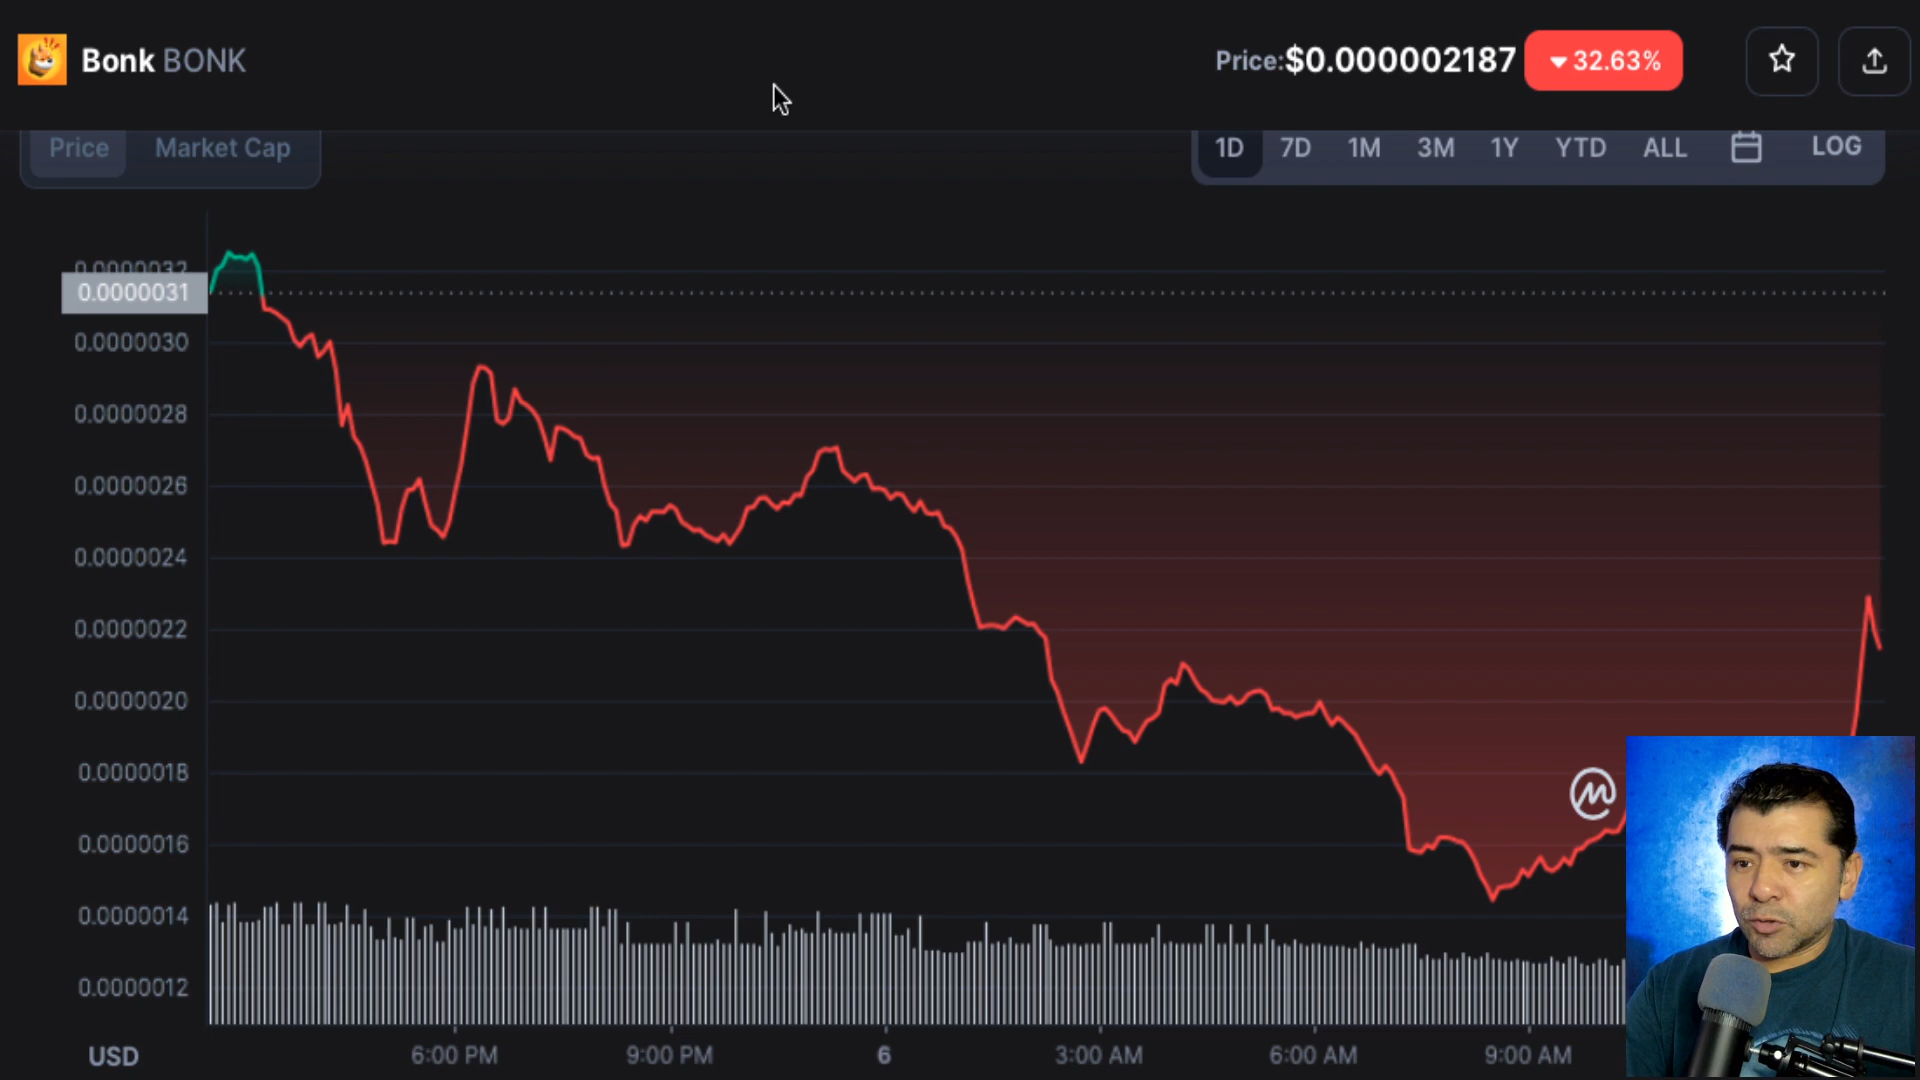 Bonk BONK
Price:$0.000002187
32.63%
Price
Market Cap
1D 7D 1M 3M 1Y YTD ALL LOG
0.0000032
0.0000031
0.0000030
0.0000028
0.0000026
0.0000024
0.0000022
0.0000020
0.0000018
0.0000016
0.0000014
0.0000012
USD
6:00 PM 9:00 PM 6 3:00 AM 6:00 AM 9:00 AM